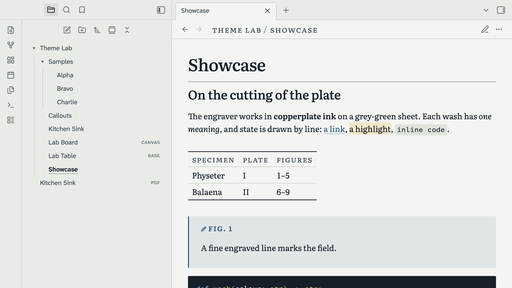 Showcase
THEME LAB / SHOWCASE
Theme Lab
Samples
Alpha
Bravo
Charlie
Callouts
Kitchen Sink
Lab Board CANVAS
Lab Table BASE
Showcase
Kitchen Sink PDF
Showcase
On the cutting of the plate
The engraver works in copperplate ink on a grey-green sheet. Each wash has one
meaning, and state is drawn by line: a link, a highlight, inline code.
SPECIMEN PLATE FIGURES
Physeter I 1–5
Balaena II 6–9
FIG. 1
A fine engraved line marks the field.